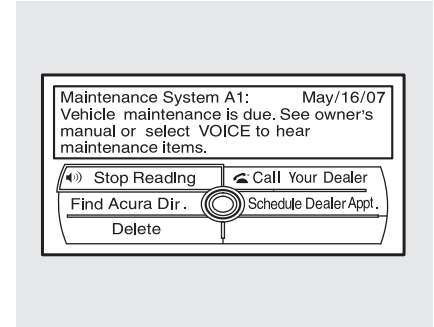 Maintenance System A1: May/16/07
Vehicle maintenance is due. See owner's
manual or select VOICE to hear
maintenance items.
Stop Reading Call Your Dealer
Find Acura Dlr. Schedule Dealer Appt.
Delete